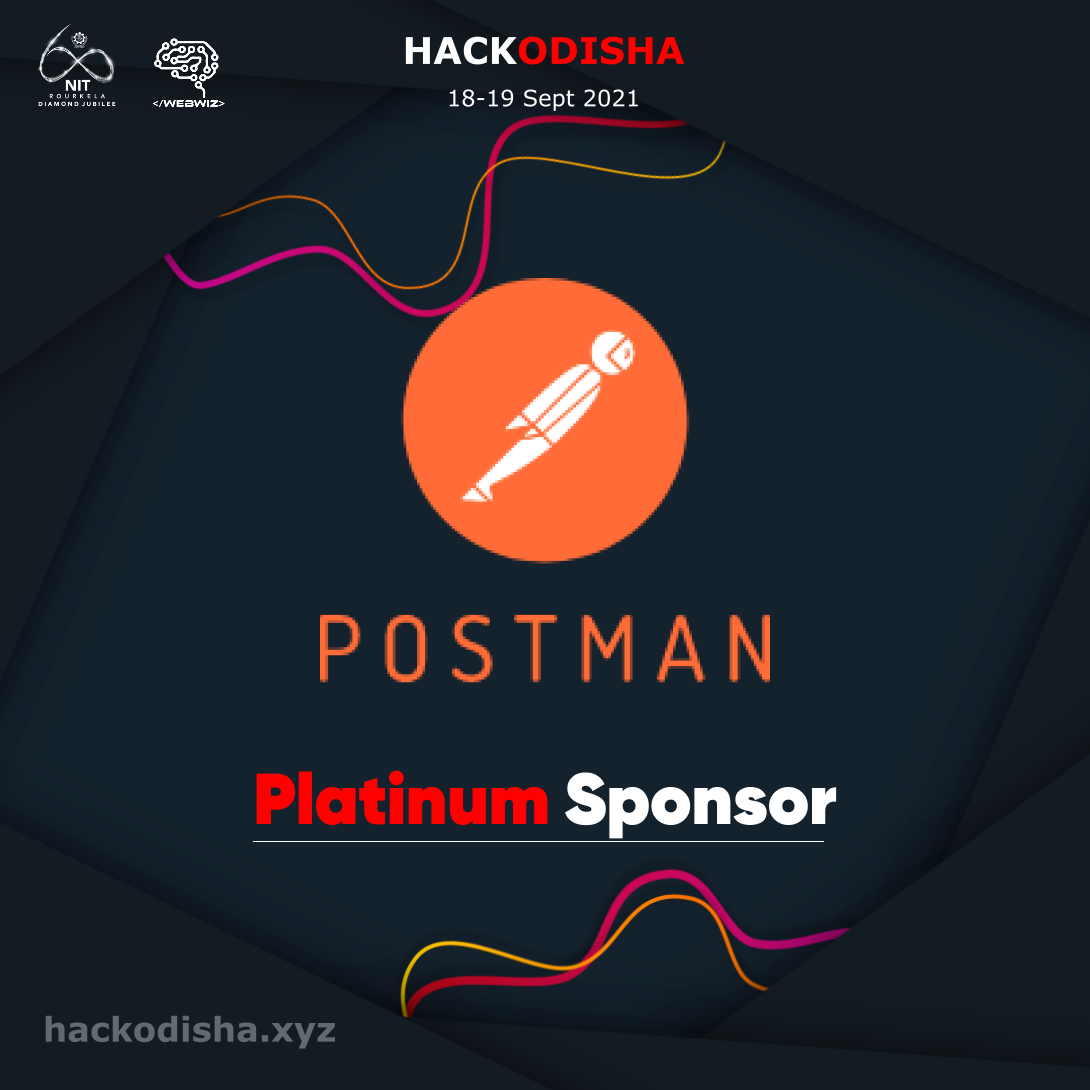 NIT
ROURKELA
DIAMOND JUBILEE
</WEBWIZ>
HACKODISHA
18-19 Sept 2021
POSTMAN
Platinum Sponsor
hackodisha.xyz